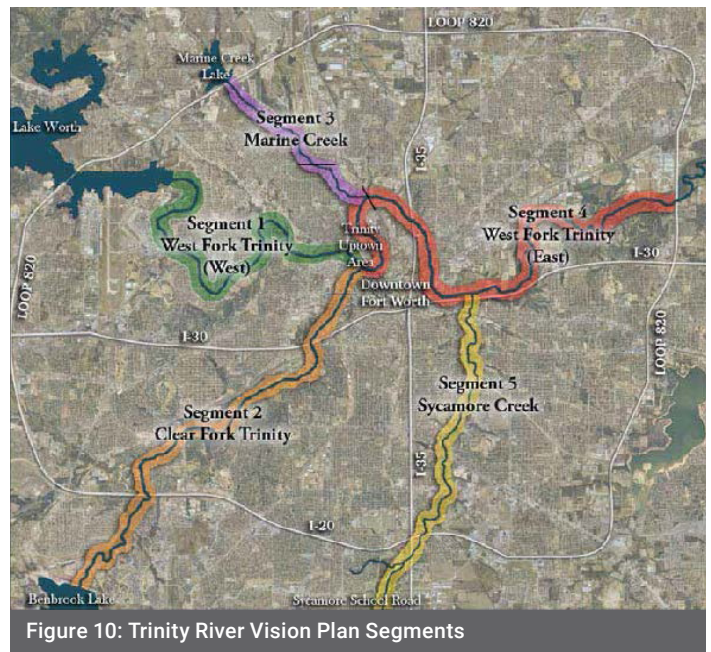 LOOP 820
Marine Creek
Lake
Segment 3
Marine Creek
Lake Worth
I-35
Segment 1
West Fork Trinity
(West)
Trinity
Uptown
Area
Segment 4
West Fork Trinity
(East)
I-30
LOOP 820
Downtown
Fort Worth
I-30
LOOP 820
Segment 5
Sycamore Creek
Segment 2
Clear Fork Trinity
I-35
I-20
Benbrook Lake
Sycamore School Road
Figure 10: Trinity River Vision Plan Segments